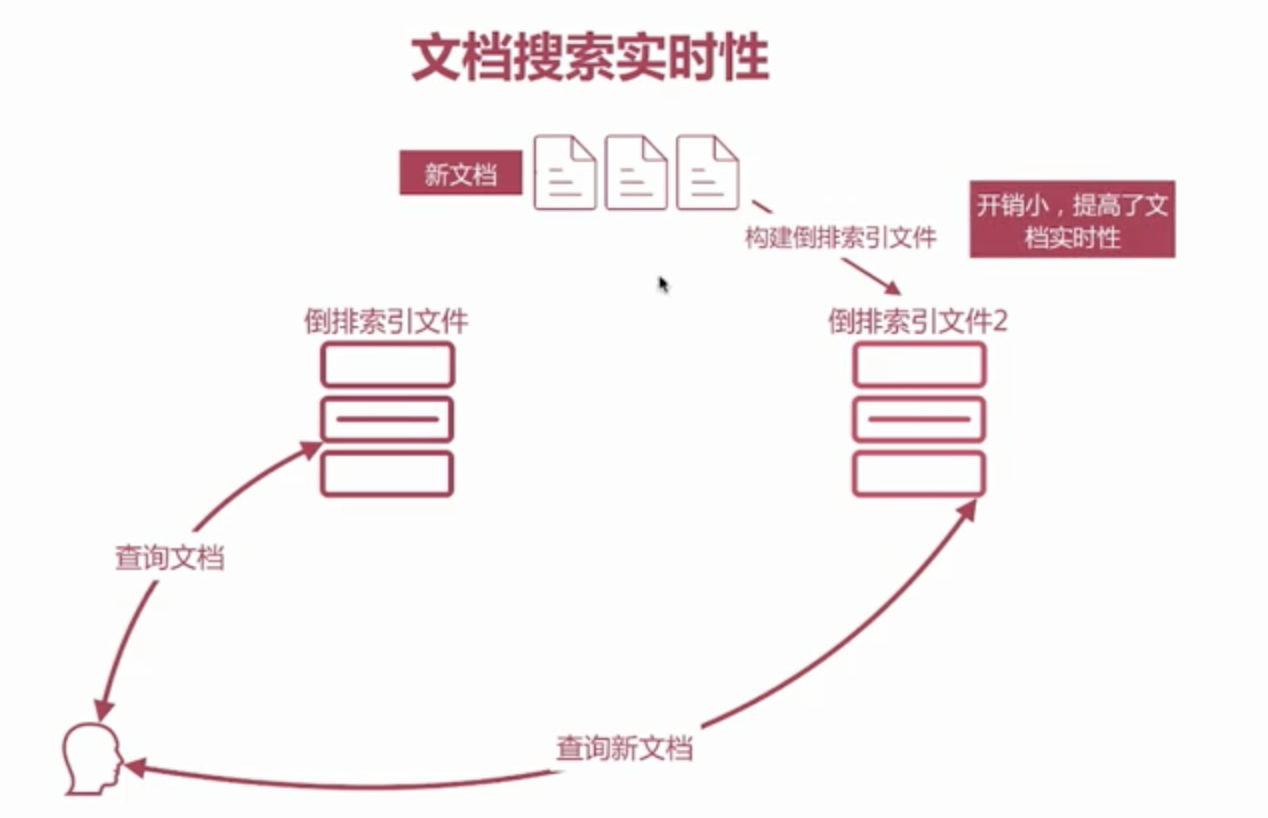 文档搜索实时性
新文档
开销小，提高了文
档实时性
构建倒排索引文件
倒排索引文件
倒排索引文件2
查询文档
查询新文档